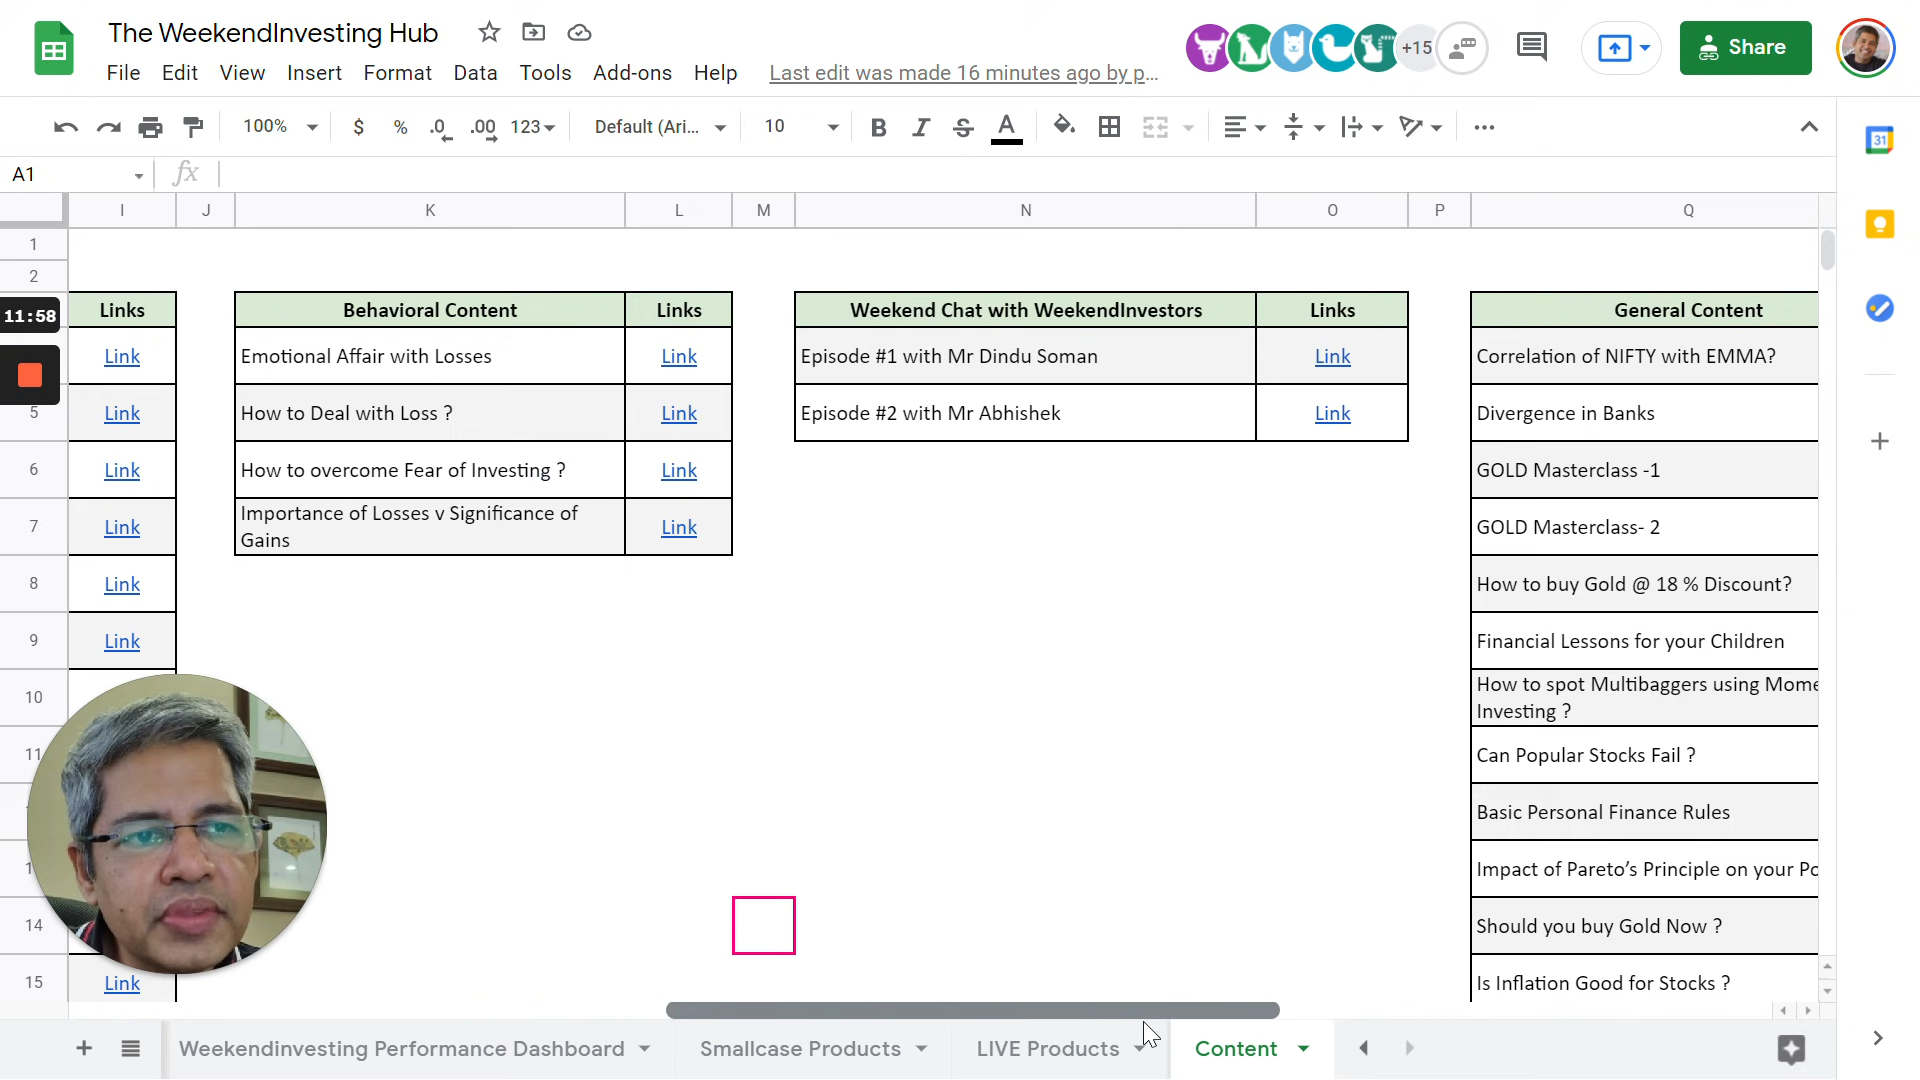 The WeekendInvesting Hub
+15
Share
File Edit View Insert Format Data Tools Add-ons Help Last edit was made 16 minutes ago by p...
100% $ % .0 .00 123 Default (Ari... 10 B I S A
31
A1 fx
I J K L M N O P Q
1
2
Links Behavioral Content Links Weekend Chat with WeekendInvestors Links General Content
11:58
Link Emotional Affair with Losses Link Episode #1 with Mr Dindu Soman Link Correlation of NIFTY with EMMA?
5 Link How to Deal with Loss ? Link Episode #2 with Mr Abhishek Link Divergence in Banks
6 Link How to overcome Fear of Investing ? Link GOLD Masterclass -1
7 Link Importance of Losses v Significance of
Gains Link GOLD Masterclass- 2
8 Link How to buy Gold @ 18 % Discount?
9 Link Financial Lessons for your Children
10 How to spot Multibaggers using Mome
Investing ?
11 Can Popular Stocks Fail ?
Basic Personal Finance Rules
Impact of Pareto’s Principle on your Po
14 Should you buy Gold Now ?
15 Link Is Inflation Good for Stocks ?
Weekendinvesting Performance Dashboard Smallcase Products LIVE Products Content